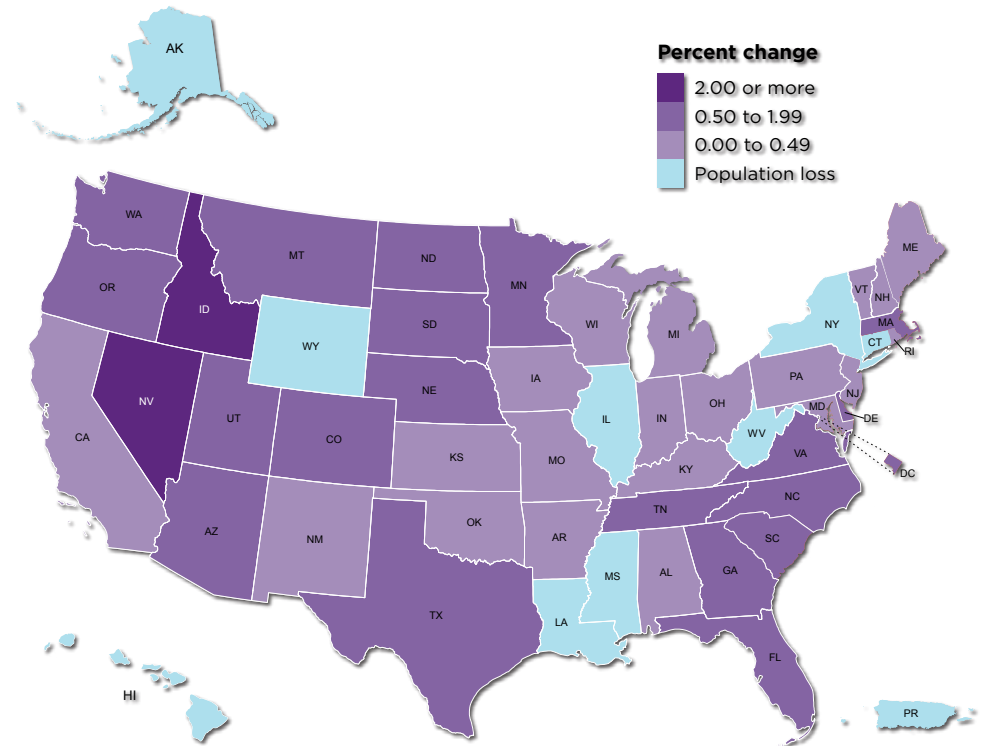 AK
Percent change
2.00 or more
0.50 to 1.99
0.00 to 0.49
Population loss
WA
MT
ND
MN
ME
OR
ID
SD
WI
MI
VT
NH
NY
MA
CT
RI
WY
NE
IA
PA
NJ
NV
UT
CO
IL
IN
OH
MD
DE
WV
VA
DC
CA
KS
MO
KY
AZ
NM
OK
AR
TN
NC
SC
TX
LA
MS
AL
GA
FL
HI
PR